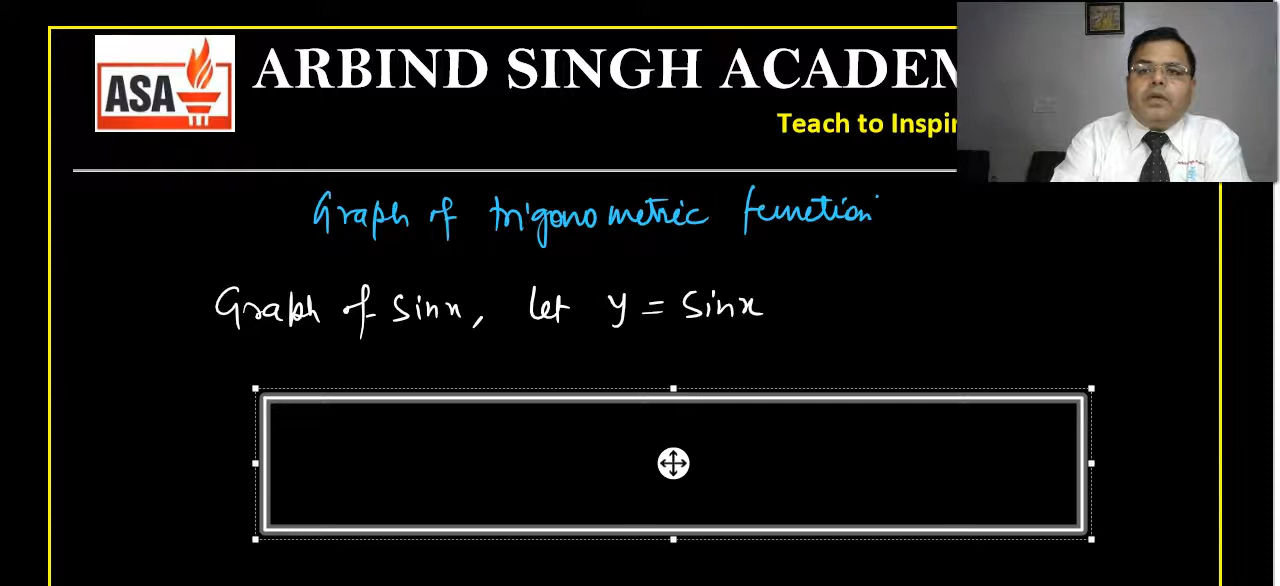 ASA
ARBIND SINGH ACADEM
Teach to Inspir
Graph of trigonometric function
Graph of sinx, let y = sinx